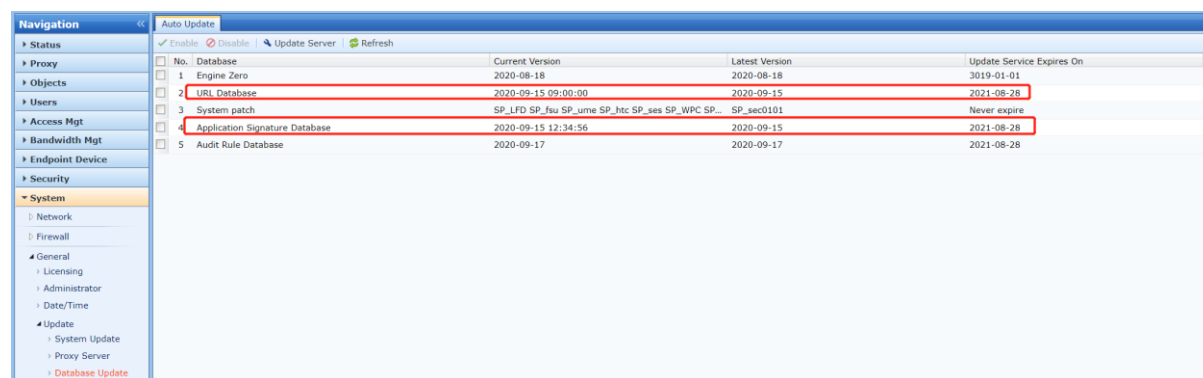 Navigation
Status
Proxy
Objects
Users
Access Mgt
Bandwidth Mgt
Endpoint Device
Security
System
Network
Firewall
General
Licensing
Administrator
Date/Time
Update
System Update
Proxy Server
Database Update
Auto Update
Enable Disable Update Server Refresh
No. Database Current Version Latest Version Update Service Expires On
1 Engine Zero 2020-08-18 2020-08-18 3019-01-01
2 URL Database 2020-09-15 09:00:00 2020-09-15 2021-08-28
3 System patch SP_LFD SP_fsu SP_ume SP_htc SP_ses SP_WPC SP... SP_sec0101 Never expire
4 Application Signature Database 2020-09-15 12:34:56 2020-09-15 2021-08-28
5 Audit Rule Database 2020-09-17 2020-09-17 2021-08-28